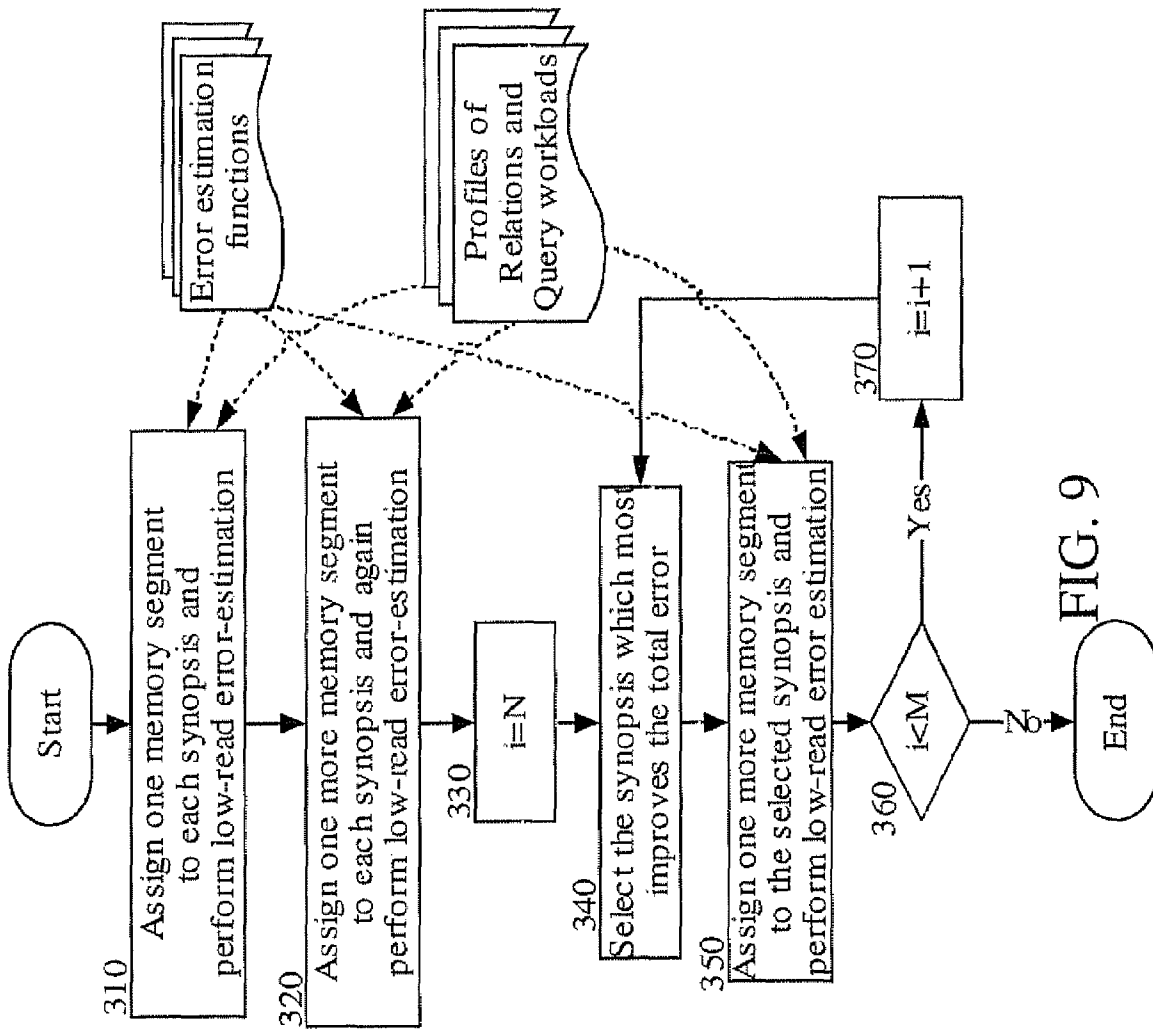 Start
310
Assign one memory segment
to each synopsis and
perform low-read error-estimation
320
Assign one more memory segment
to each synopsis and again
perform low-read error-estimation
330
i=N
340
Select the synopsis which most
improves the total error
350
Assign one more memory segment
to the selected synopsis and
perform low-read error estimation
360
i<M
Yes
No
370
i=i+1
End
Error estimation
functions
Profiles of
Relations and
Query workloads
FIG. 9